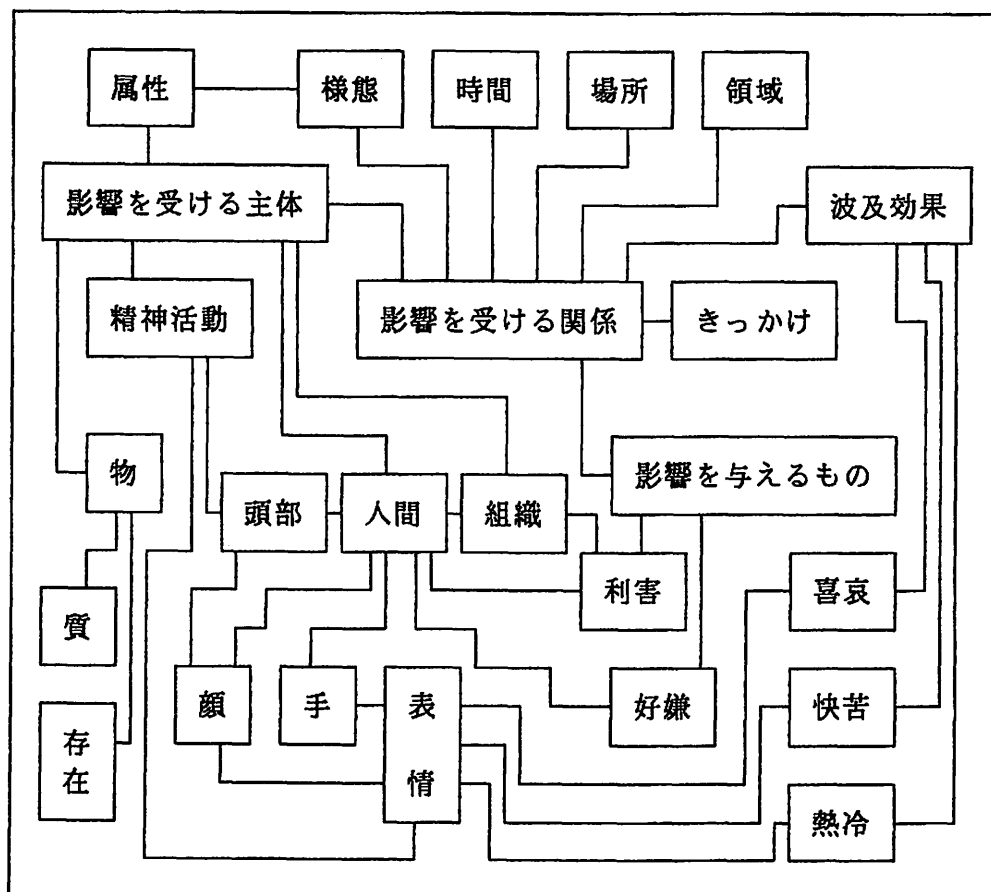 属性
様態
時間
場所
領域
影響を受ける主体
波及効果
精神活動
影響を受ける関係
きっかけ
物
頭部
人間
組織
影響を与えるもの
利害
喜哀
質
顔
手
表情
好嫌
快苦
存在
熱冷